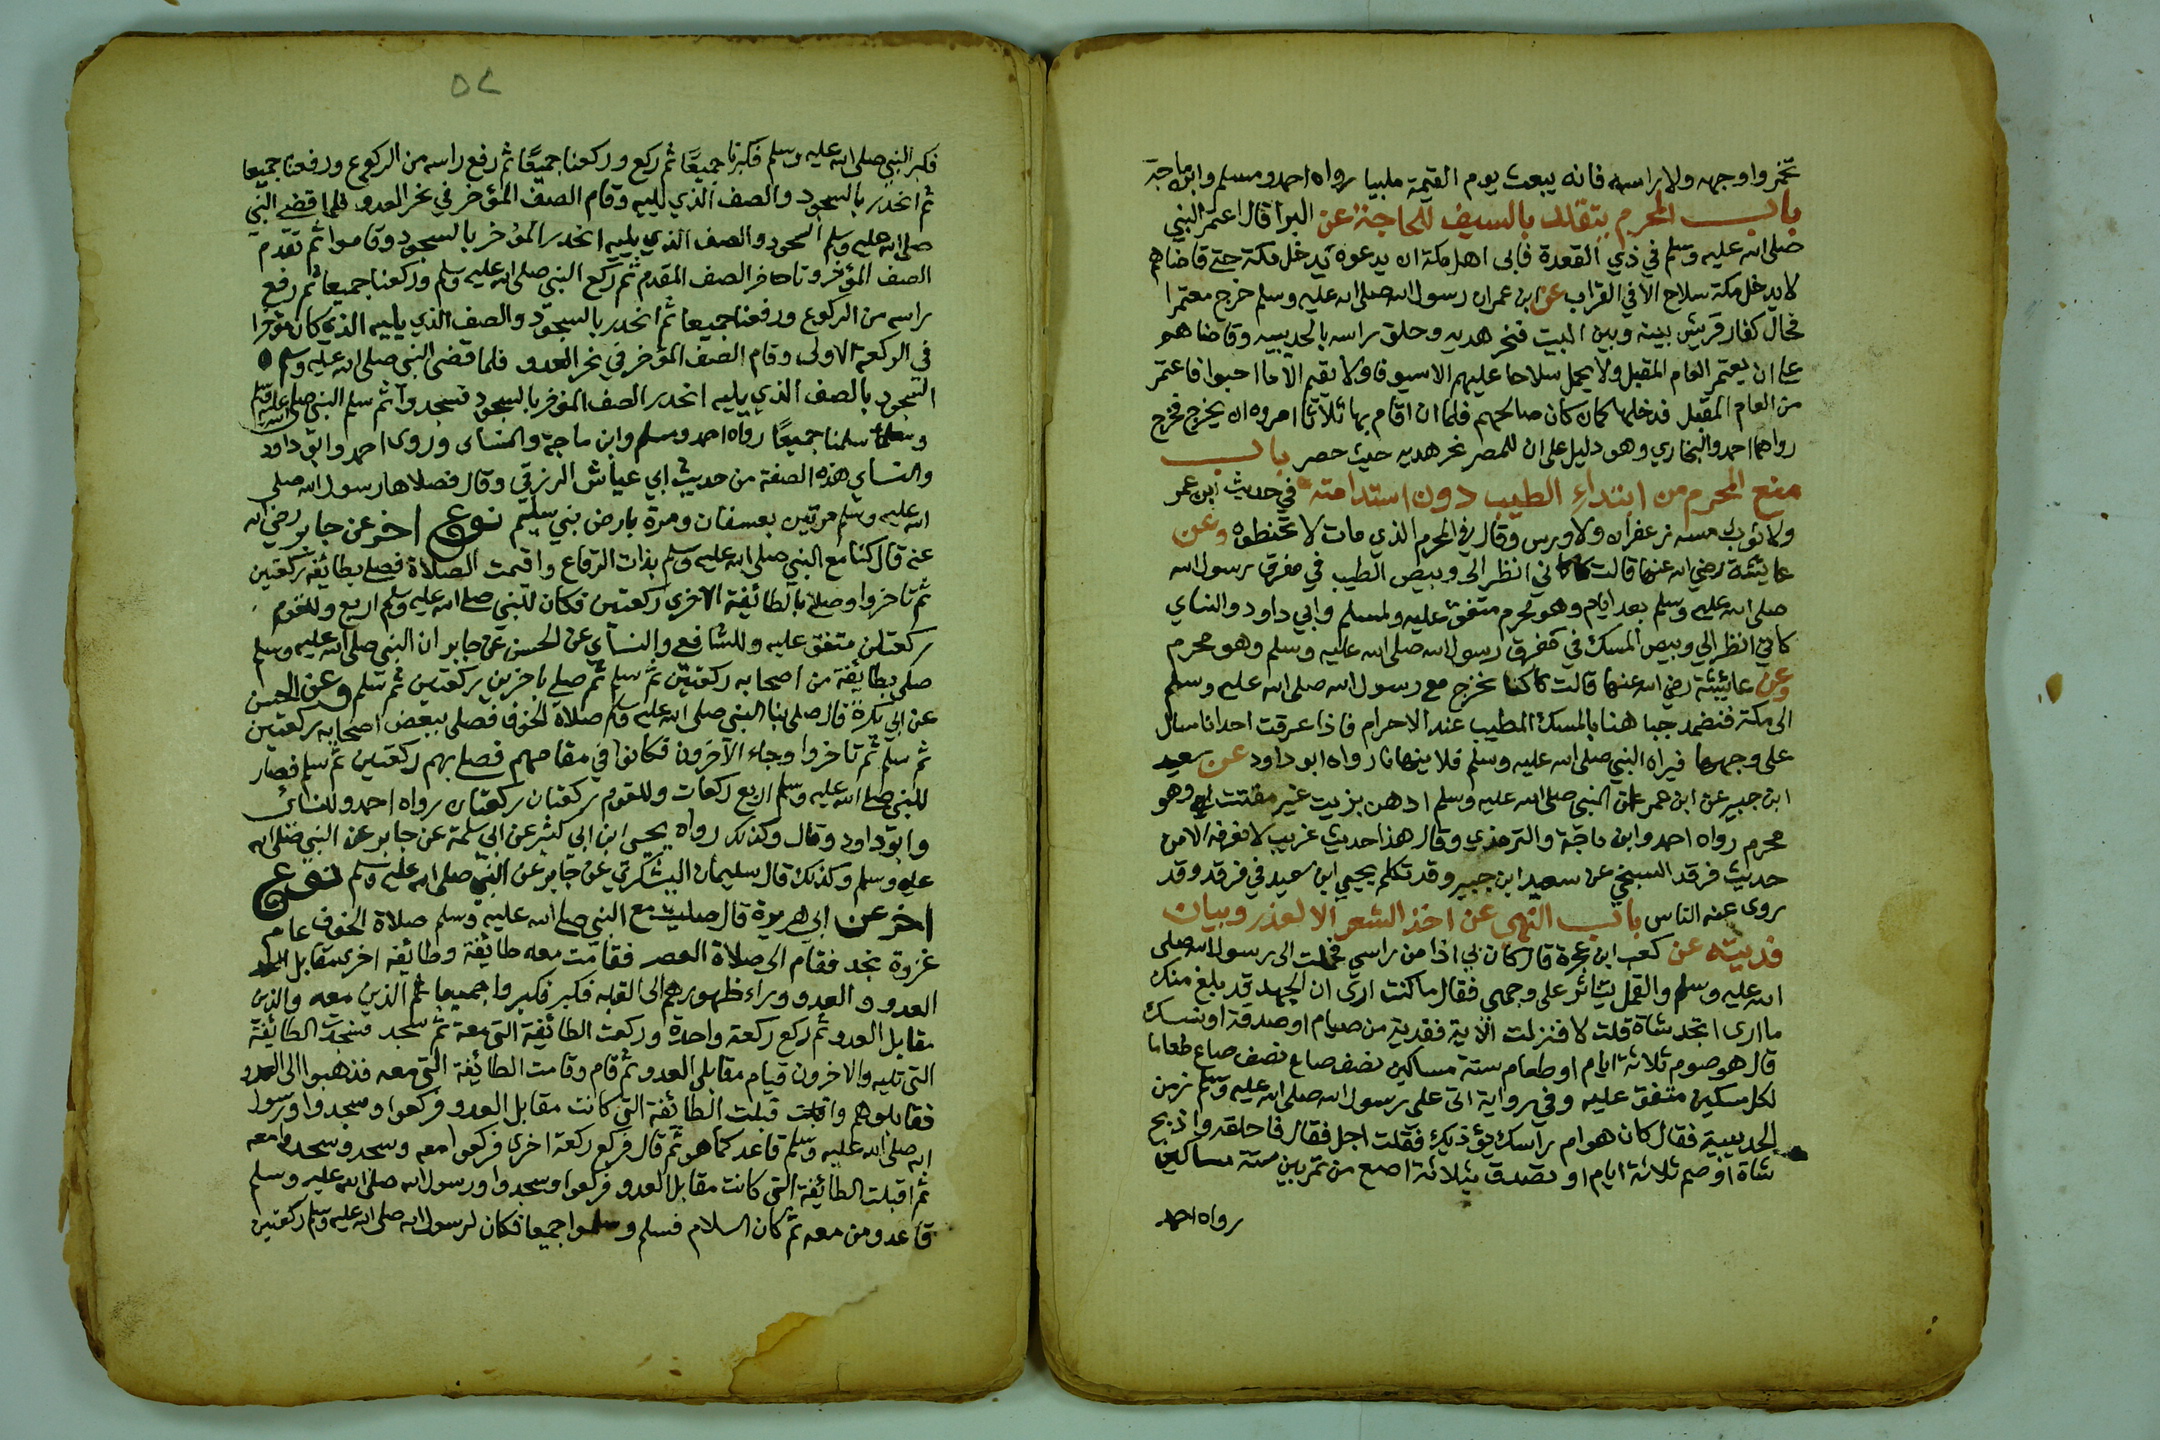 تخمروا وجهه ولا راسه فانه يبعث يوم القيمة ملبيا رواه احمد ومسلم وابن ماجة
باب المحرم يتقلد بالسيف للحاجة عن البرا قال اعتمر النبي
صلى الله عليه وسلم في ذي القعدة فابى اهل مكة ان يدعوه يدخل مكة حتى قاضاهم
لا يدخل مكة سلاح الا في القراب عن ابن عمر ان رسول الله صلى الله عليه وسلم خرج معتمرا
فحال كفار قريش بينه وبين البيت فنحر هديه وحلق راسه بالحديبيه وقاضاهم
على ان يعتمر العام المقبل ولا يحمل سلاحا عليهم الا سيوفا ولا يقيم الا ما احبوا فاعتمر
من العام المقبل فدخلها كما كان صالحهم فلما ان اقام بها ثلاثا امروه ان يخرج فخرج
رواهما احمد والبخاري وهو دليل على ان للمحصر نحر هديه حيث حصر باب
منع المحرم من ابتداء الطيب دون استدامته في حديث ابن عمر
ولا ثوب مسه زعفران ولا ورس وقال في المحرم الذي مات لا تحنطوه وعن
عايشة رضي الله عنها قالت كاني انظر الى وبيص الطيب في مفرق رسول الله
صلى الله عليه وسلم بعد ايام وهو محرم متفق عليه ولمسلم وابي داود والنساي
كاني انظر الي وبيص المسك في مفرق رسول الله صلى الله عليه وسلم وهو محرم
وعن عايشة رضي الله عنها قالت كنا نخرج مع رسول الله صلى الله عليه وسلم
الى مكة فنضمد جباهنا بالمسك المطيب عند الاحرام فاذا عرقت احدانا سال
على وجهها فيراه النبي صلى الله عليه وسلم فلا ينهانا رواه ابو داود عن سعيد
ابن جبير عن ابن عمر ان النبي صلى الله عليه وسلم ادهن بزيت غير مقتت وهو
محرم رواه احمد وابن ماجة والترمذي وقال هذا حديث غريب لا نعرفه الا من
حديث فرقد السبخي عن سعيد ابن جبير وقد تكلم يحيي ابن سعيد في فرقد وقد
روى عنه الناس باب النهي عن اخذ الشعر الا لعذر وبيان
فديته عن كعب ابن عجرة قال كان بي اذا من راسي فحملت الى رسول الله صلى
الله عليه وسلم والقمل يتناثر على وجهي فقال ما كنت ارى ان الجهد قد بلغ منك
ما ارى اتجد شاة قلت لا فنزلت الآية ففدية من صيام او صدقة او نسك
قال هو صوم ثلاثة ايام او طعام ستة مساكين نصف صاع نصف صاع طعاما
لكل مسكين متفق عليه وفي رواية اتى علي رسول الله صلى الله عليه وسلم زمن
الحديبية فقال كان هوام راسك تؤذيك فقلت اجل فقال فاحلقه واذبح
شاة او صم ثلاثة ايام او تصدق بثلاثة اصع من تمر بين ستة مساكين
رواه احمد
٥٨
فكبر النبي صلى الله عليه وسلم فكبرنا جميعًا ثم ركع وركعنا جميعًا ثم رفع راسه من الركوع ورفعنا جميعا
ثم انحدر بالسجود والصف الذي يليه وقام الصف المؤخر في نحر العدو فلما قضى النبي
صلى الله عليه وسلم السجود والصف الذي يليه انحدر المؤخر بالسجود وقاموا ثم تقدم
الصف المؤخر وتاخر الصف المقدم ثم ركع النبي صلى الله عليه وسلم وركعنا جميعا ثم رفع
راسه من الركوع ورفعنا جميعا ثم انحدر بالسجود والصف الذي يليه الذي كان مؤخرا
في الركعة الاولى وقام الصف المؤخر في نحر العدو فلما قضى النبي صلى الله عليه وسلم
السجود بالصف الذي يليه انحدر الصف المؤخر بالسجود فسجدوا ثم سلم النبي صلى الله عليه وسلم
سلمنا جميعًا رواه احمد ومسلم وابن ماجة والنساى وروى احمد وابو داود
والنساي هذه الصفة من حديث ابي عياش الزرقي وقال فصلاها رسول الله صلى
الله عليه وسلم مرتين بعسفان ومرة بارض بني سليم نوع اخر عن جابر رضي الله
عنه قال كنا مع النبي صلى الله عليه وسلم بذات الرقاع واقيمت الصلاة فصلى بطائفة ركعتين
ثم تاخروا وصلى بالطائفة الاخرى ركعتين فكان للنبي صلى الله عليه وسلم اربع وللقوم
ركعتان متفق عليه وللشافعي والنساي عن الحسن عن جابر ان النبي صلى الله عليه وسلم
صلى بطائفة من اصحابه ركعتين ثم سلم ثم صلى باخرين ركعتين ثم سلم وعن الحسن
عن ابى بكرة قال صلى بنا النبي صلى الله عليه وسلم صلاة الخوف فصلى ببعض اصحابه ركعتين
ثم سلم ثم تاخروا وجاء الآخرون فكانوا في مقامهم فصلى بهم ركعتين ثم سلم فصار
للنبي صلى الله عليه وسلم اربع ركعات وللقوم ركعتان ركعتان رواه احمد والنسائى
وابو داود وقال وكذلك رواه يحيى ابن ابى كثير عن ابى سلمة عن جابر عن النبي صلى الله
عليه وسلم وكذلك قال سليمان اليشكري عن جابر عن النبي صلى الله عليه وسلم نوع
اخر عن ابي هريرة قال صليت مع النبي صلى الله عليه وسلم صلاة الخوف عام
غزوة نجد فقام الى صلاة العصر فقامت معه طايفة وطائفة اخرى مقابل
العدو وراء ظهورهم الى القبلة فكبر فكبروا جميعا الذين معه والذين
مقابل العدو ثم ركع ركعة واحدة وركعت الطائفة التي معه ثم سجد فسجدت الطائفة
التي تليه والاخرون قيام مقابلي العدو ثم قام وقامت الطائفة التي معه فذهبوا الى العدو
فقابلوهم واقبلت الطائفة التي كانت مقابل العدو فركعوا وسجدوا ورسول
الله صلى الله عليه وسلم قاعد كما هو ثم قال فركع ركعة اخرى فركعوا معه وسجد وسجدوا معه
ثم اقبلت الطائفة التي كانت مقابل العدو فركعوا وسجدوا ورسول الله صلى الله عليه وسلم
قاعد ومن معه ثم كان السلام فسلم وسلموا جميعا فكان لرسول الله صلى الله عليه وسلم ركعتين